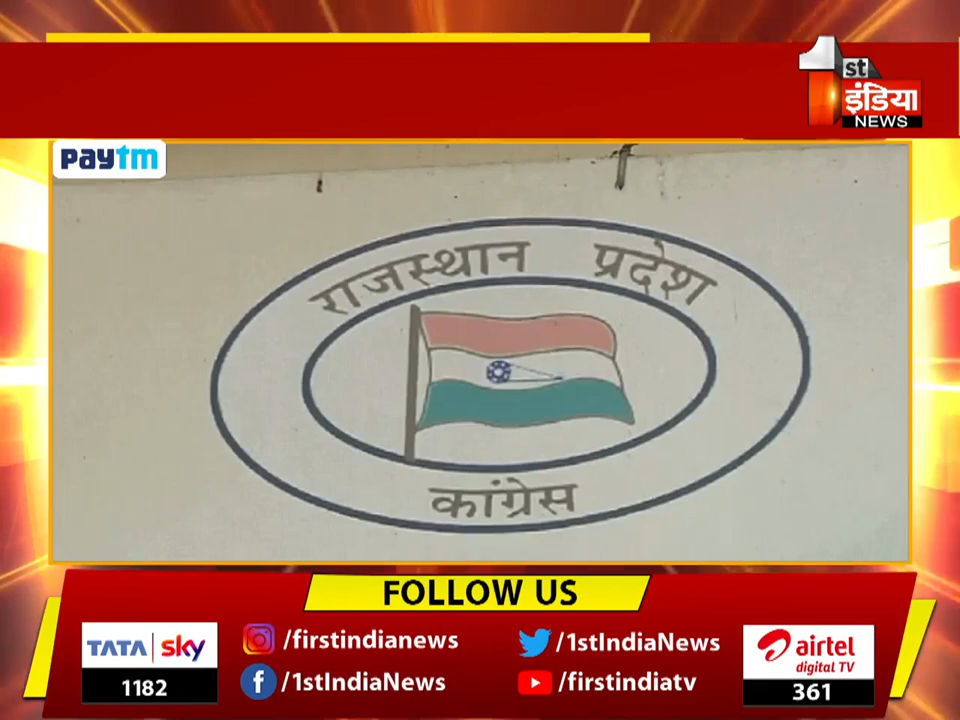 1st
इंडिया
NEWS
paytm
राजस्थान प्रदेश
कांग्रेस
FOLLOW US
TATA sky
1182
/firstindianews
/1stIndiaNews
/1stIndiaNews
/firstindiatv
airtel
digital TV
361